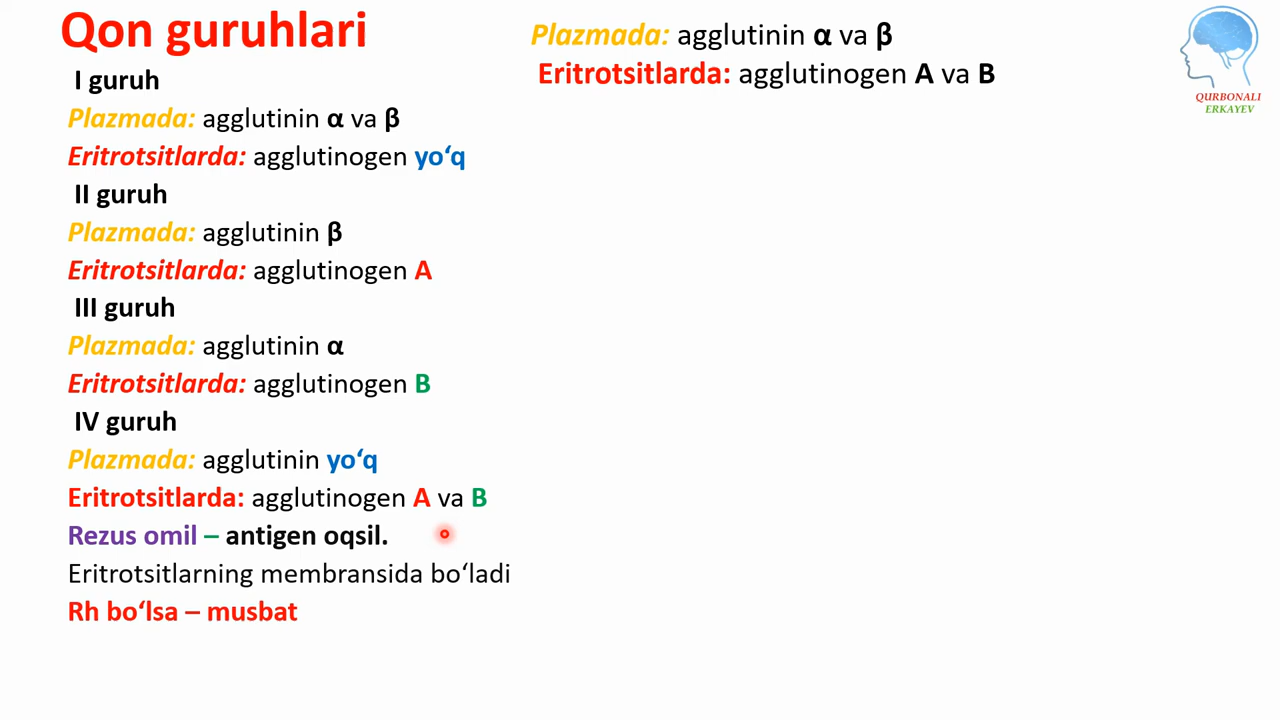 Qon guruhlari
I guruh
Plazmada: agglutinin α va β
Eritrotsitlarda: agglutinogen yo‘q
II guruh
Plazmada: agglutinin β
Eritrotsitlarda: agglutinogen A
III guruh
Plazmada: agglutinin α
Eritrotsitlarda: agglutinogen B
IV guruh
Plazmada: agglutinin yo‘q
Eritrotsitlarda: agglutinogen A va B
Rezus omil – antigen oqsil.
Eritrotsitlarning membransida bo‘ladi
Rh bo‘lsa – musbat
Plazmada: agglutinin α va β
Eritrotsitlarda: agglutinogen A va B
QURBONALI
ERKAYEV